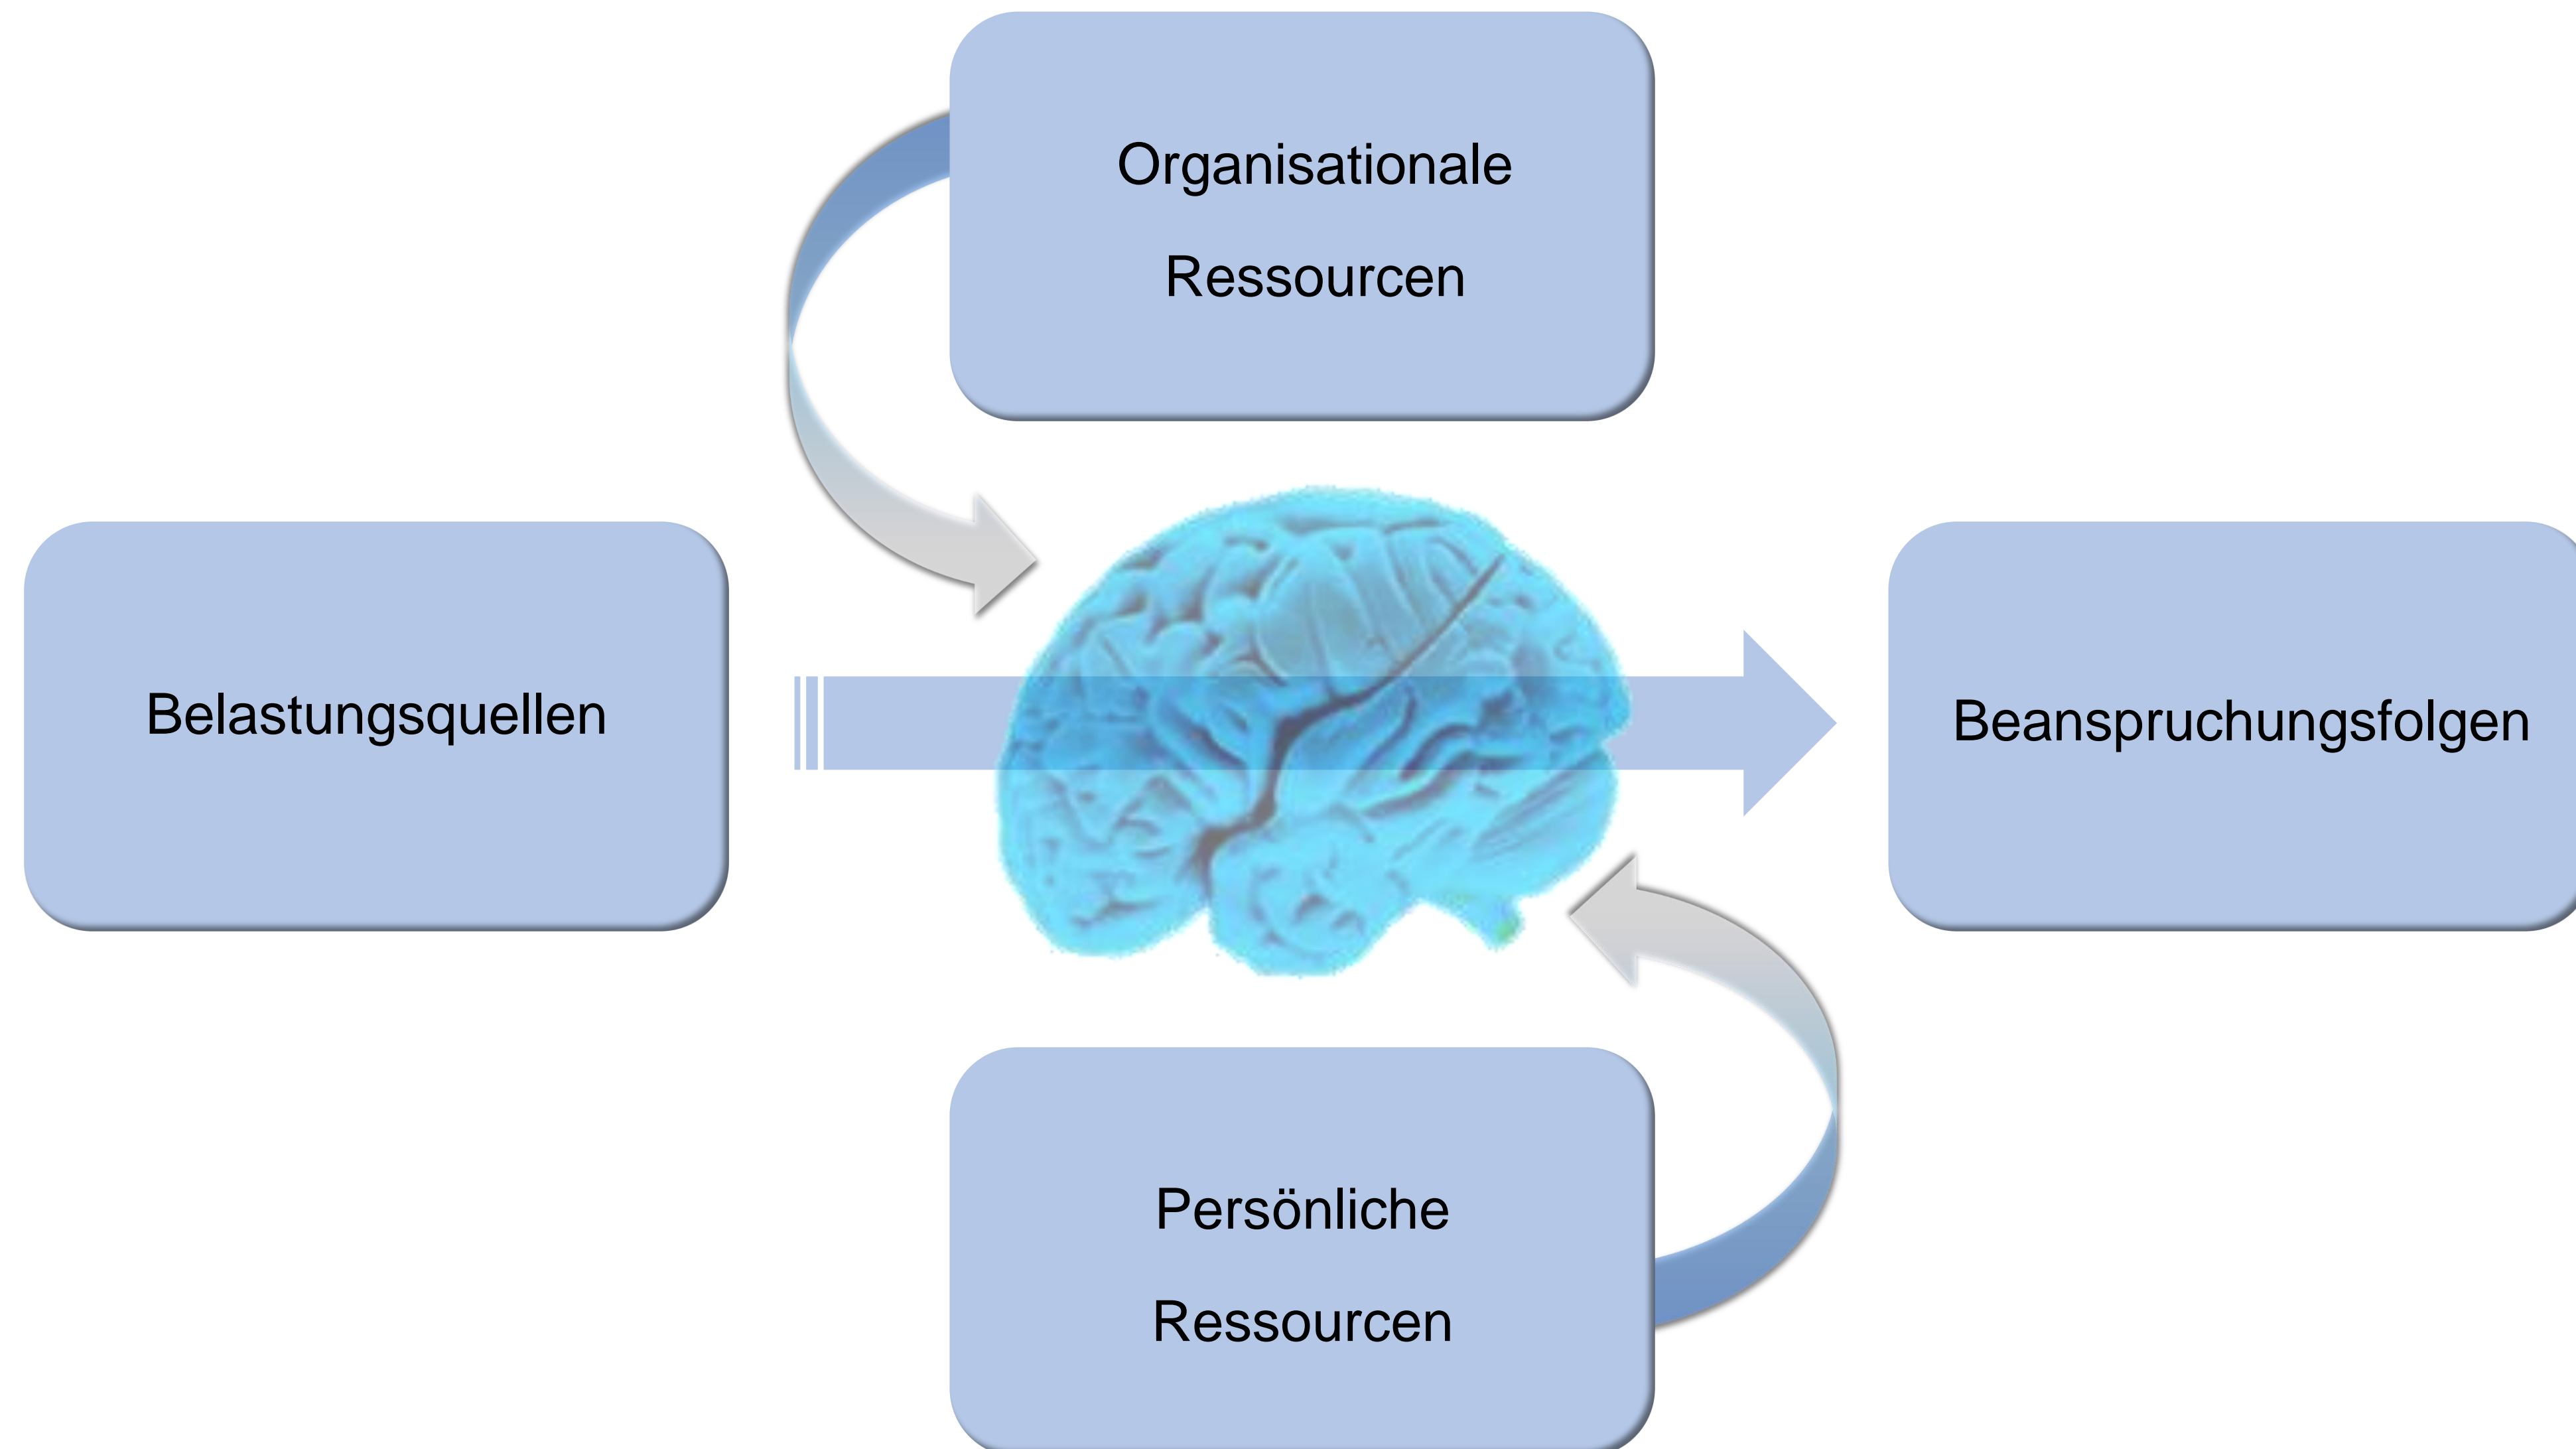 Organisationale
Ressourcen
Belastungsquellen
Beanspruchungsfolgen
Persönliche
Ressourcen